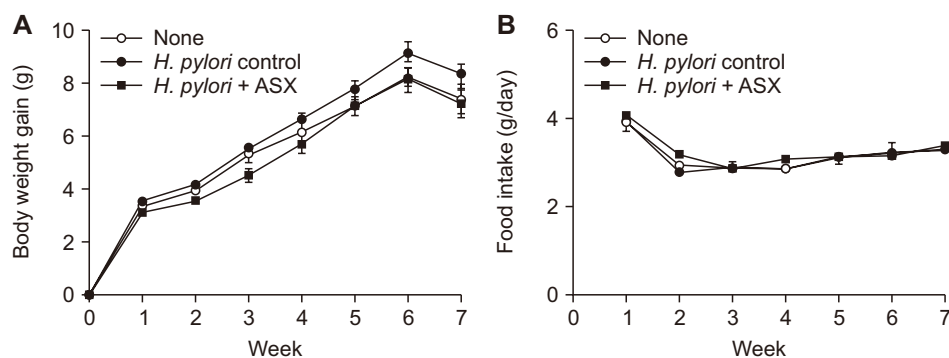 A
None
H. pylori control
H. pylori + ASX
Body weight gain (g)
10
8
6
4
2
0
0 1 2 3 4 5 6 7
Week
B
None
H. pylori control
H. pylori + ASX
Food intake (g/day)
6
4
2
0
0 1 2 3 4 5 6 7
Week